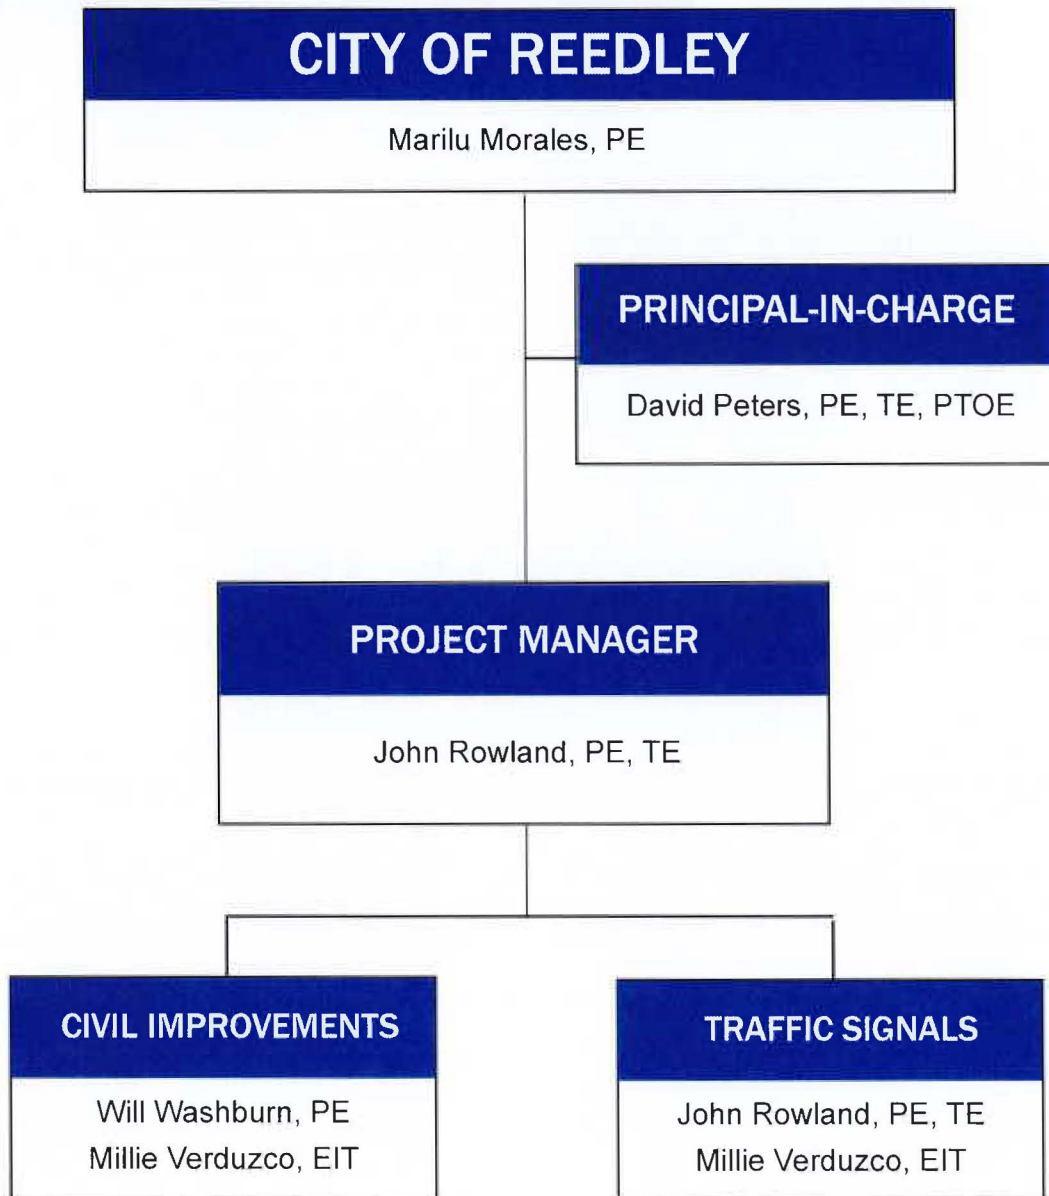 CITY OF REEDLEY
Marilu Morales, PE
PRINCIPAL-IN-CHARGE
David Peters, PE, TE, PTOE
PROJECT MANAGER
John Rowland, PE, TE
CIVIL IMPROVEMENTS
Will Washburn, PE
Millie Verduzco, EIT
TRAFFIC SIGNALS
John Rowland, PE, TE
Millie Verduzco, EIT